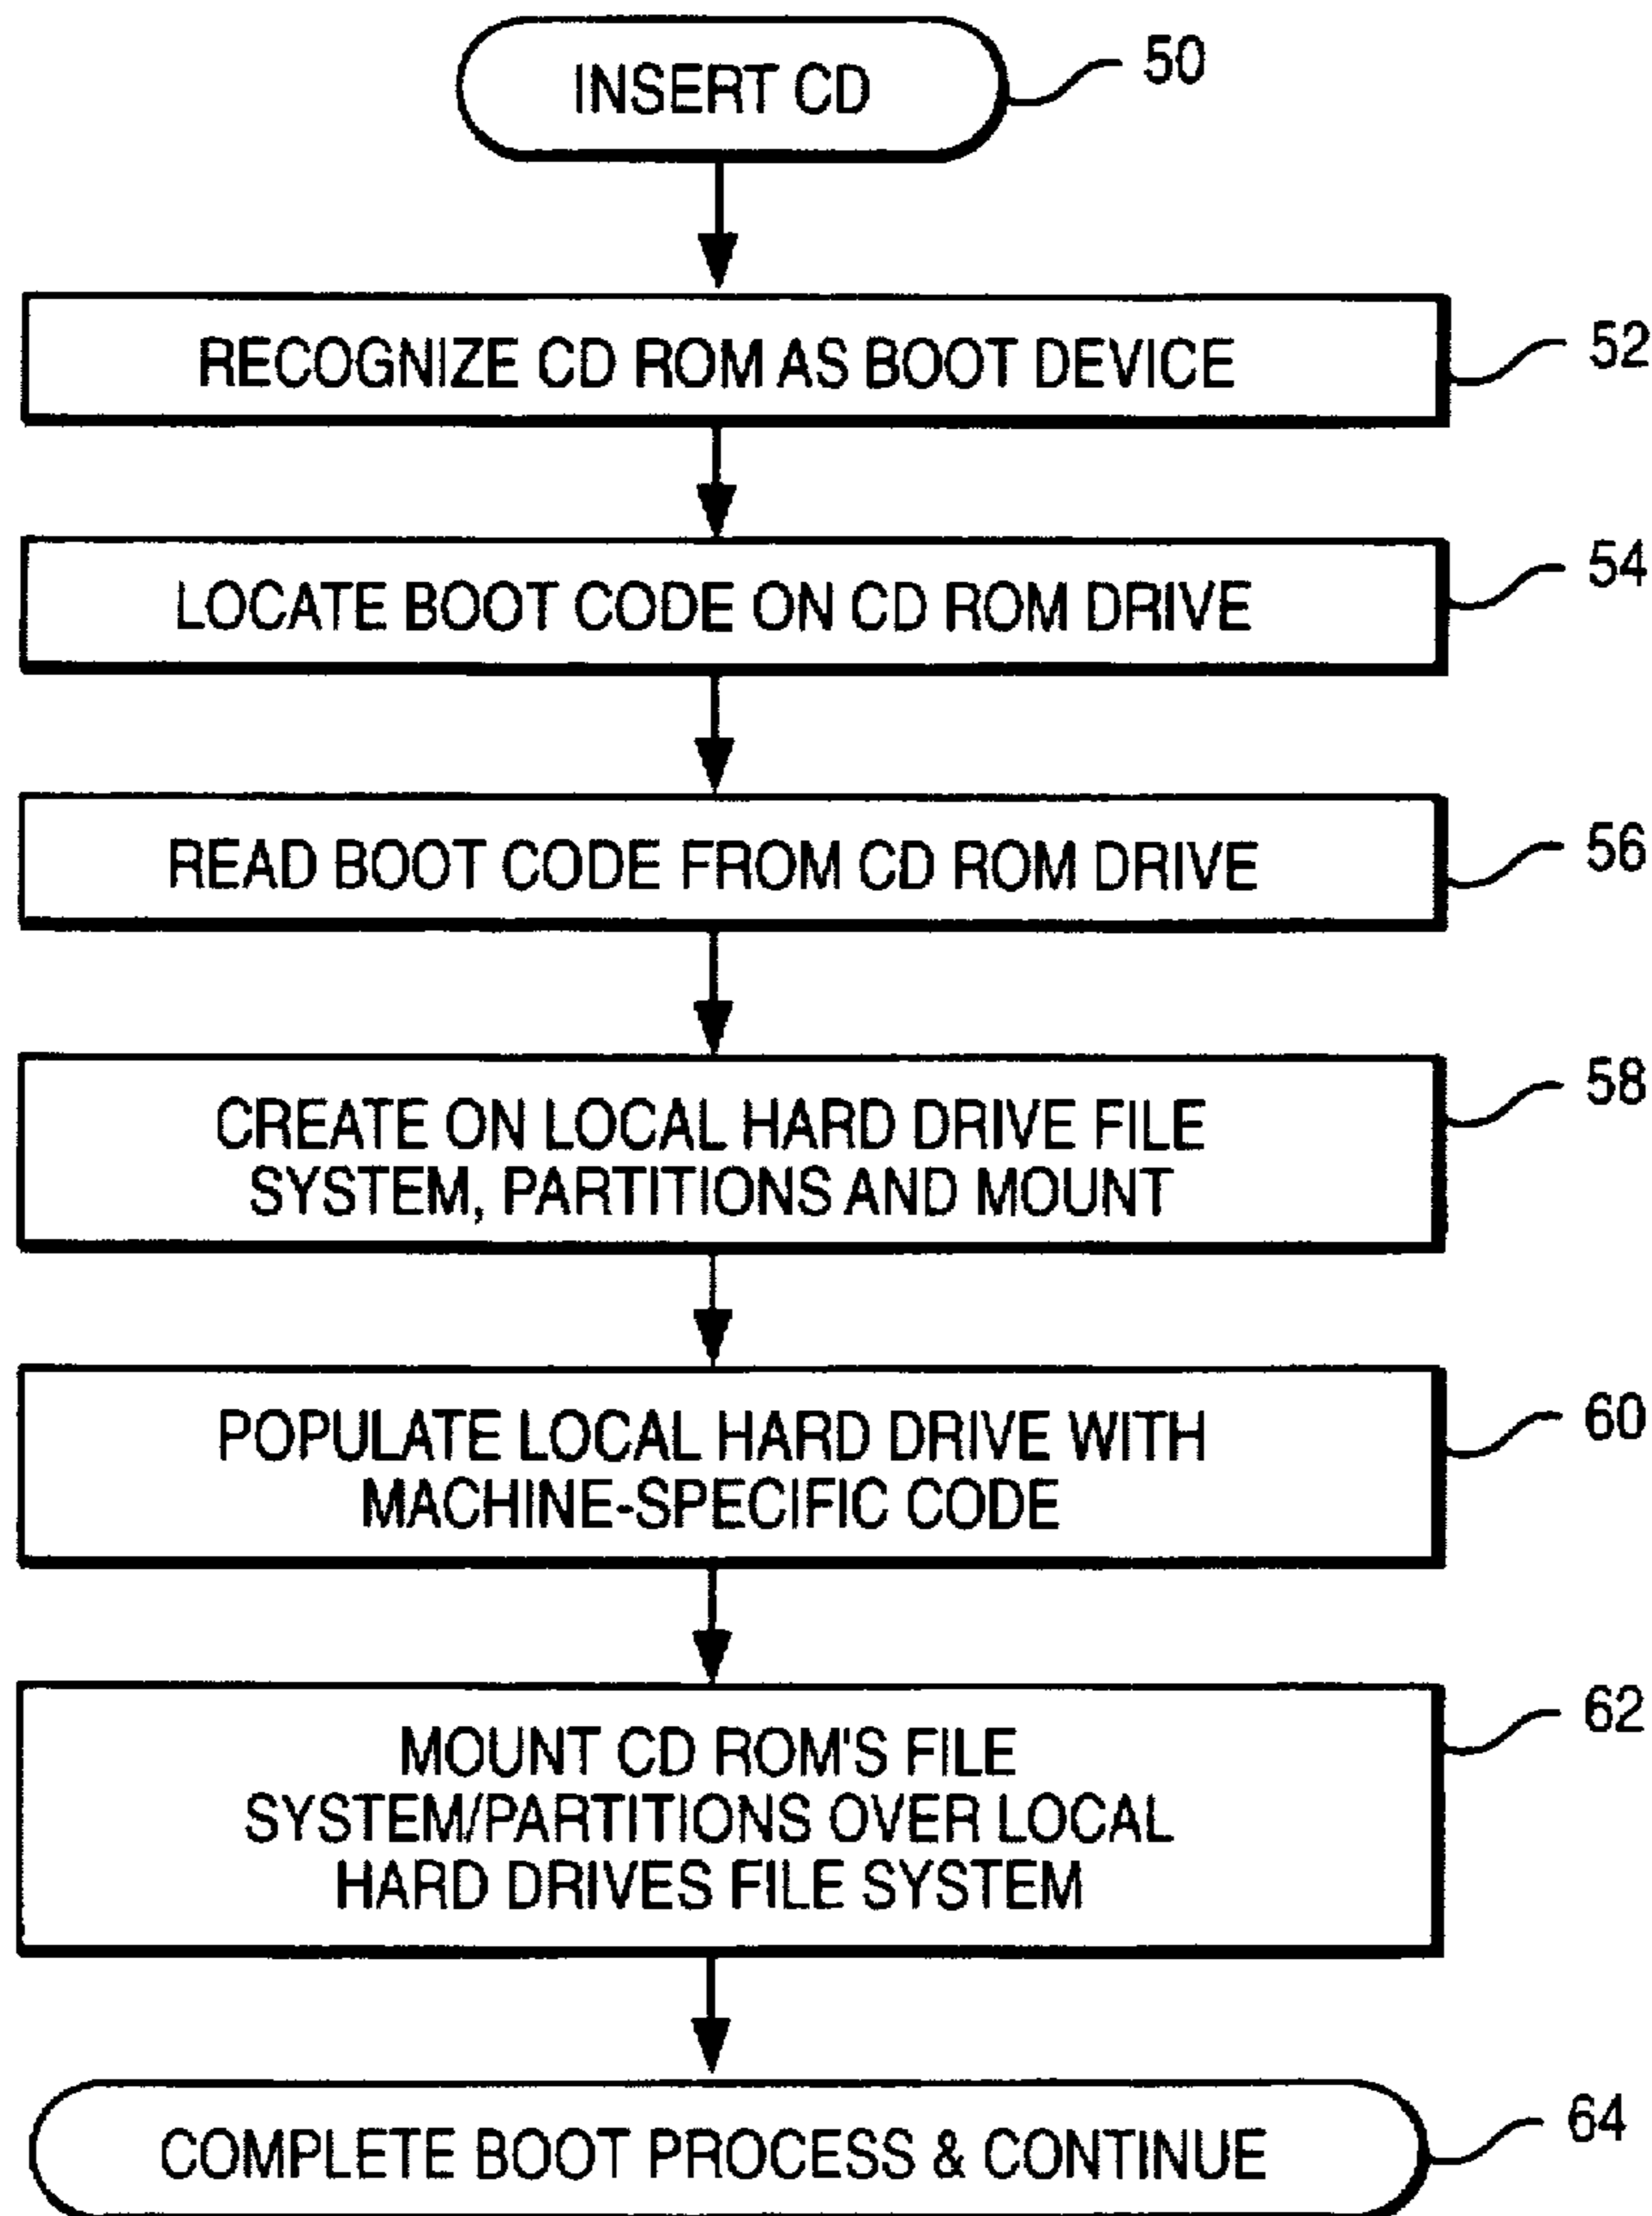 INSERT CD
50
RECOGNIZE CD ROM AS BOOT DEVICE
52
LOCATE BOOT CODE ON CD ROM DRIVE
54
READ BOOT CODE FROM CD ROM DRIVE
56
CREATE ON LOCAL HARD DRIVE FILE
SYSTEM, PARTITIONS AND MOUNT
58
POPULATE LOCAL HARD DRIVE WITH
MACHINE-SPECIFIC CODE
60
MOUNT CD ROM'S FILE
SYSTEM/PARTITIONS OVER LOCAL
HARD DRIVES FILE SYSTEM
62
COMPLETE BOOT PROCESS & CONTINUE
64